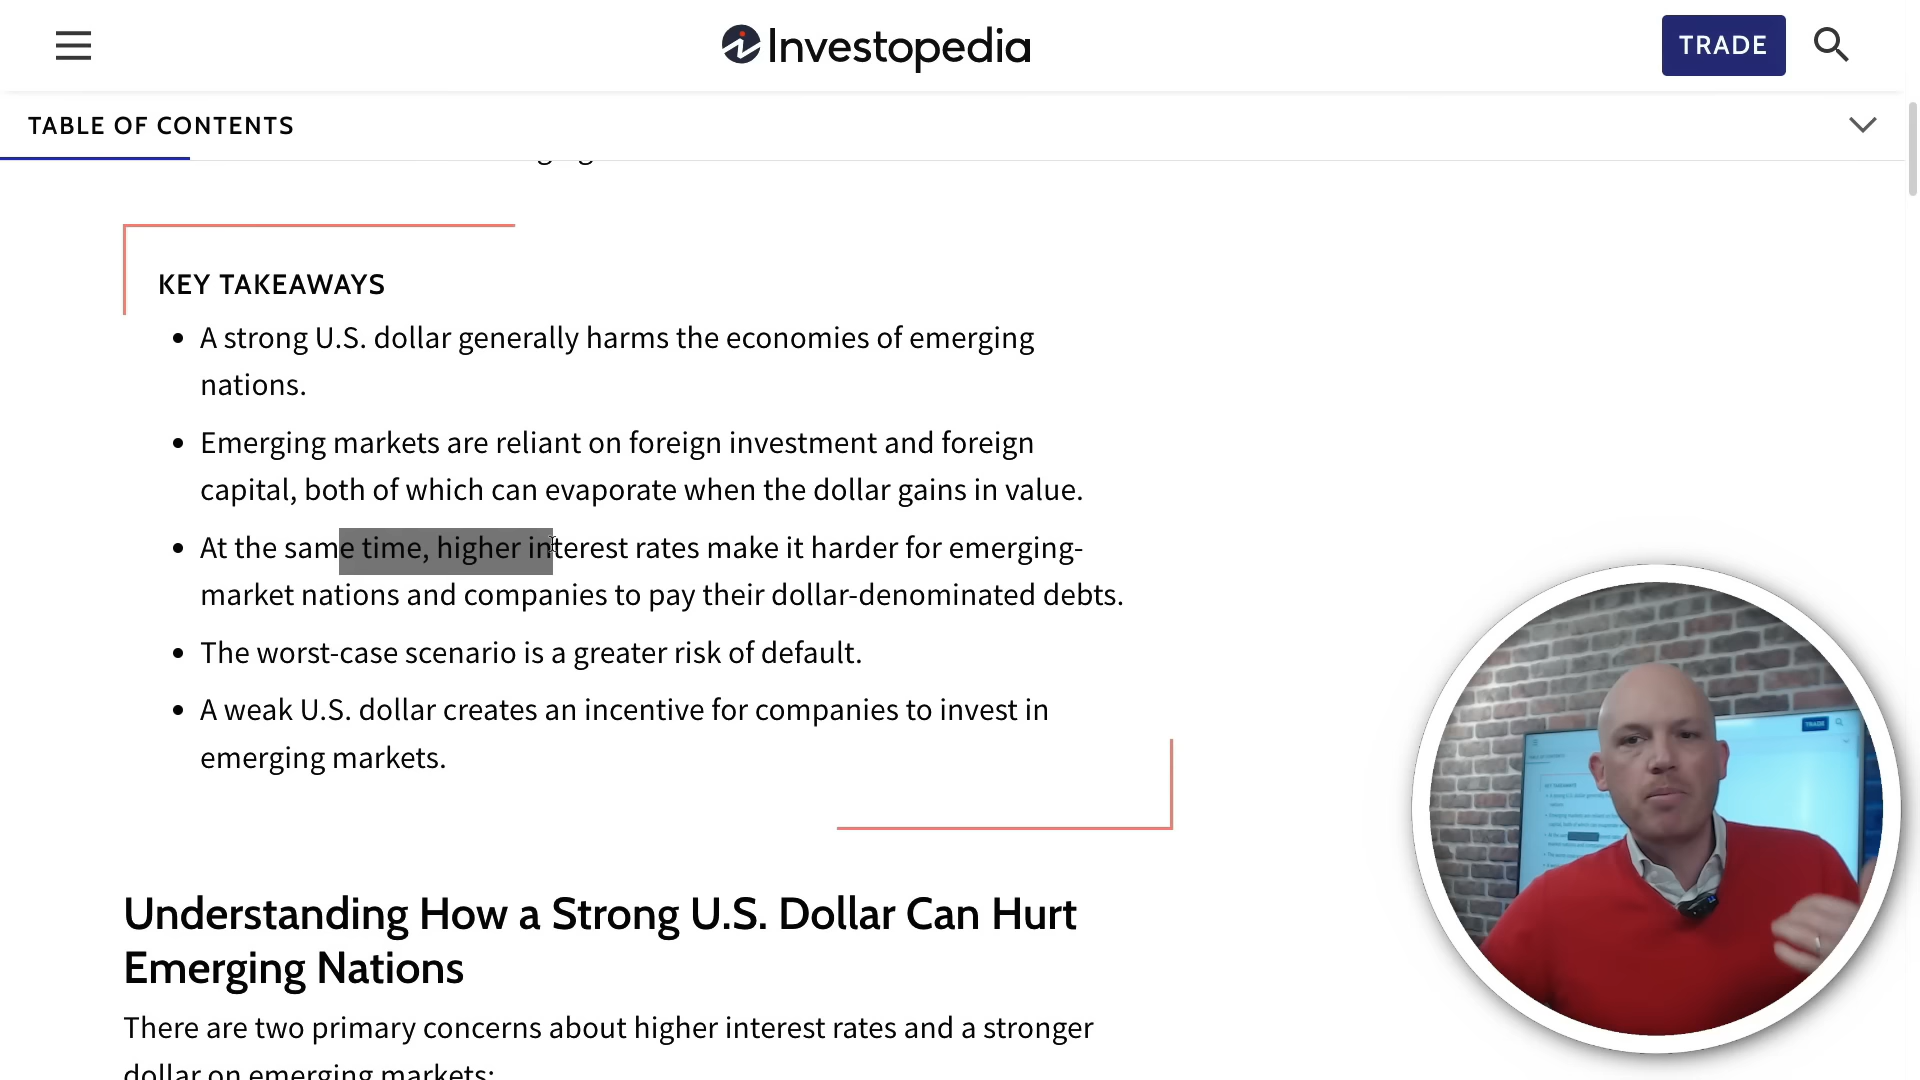 Investopedia
TRADE
TABLE OF CONTENTS
KEY TAKEAWAYS
A strong U.S. dollar generally harms the economies of emerging
nations.
Emerging markets are reliant on foreign investment and foreign
capital, both of which can evaporate when the dollar gains in value.
At the same time, higher interest rates make it harder for emerging-
market nations and companies to pay their dollar-denominated debts.
The worst-case scenario is a greater risk of default.
A weak U.S. dollar creates an incentive for companies to invest in
emerging markets.
Understanding How a Strong U.S. Dollar Can Hurt
Emerging Nations
There are two primary concerns about higher interest rates and a stronger
dollar on emerging markets:
TRADE